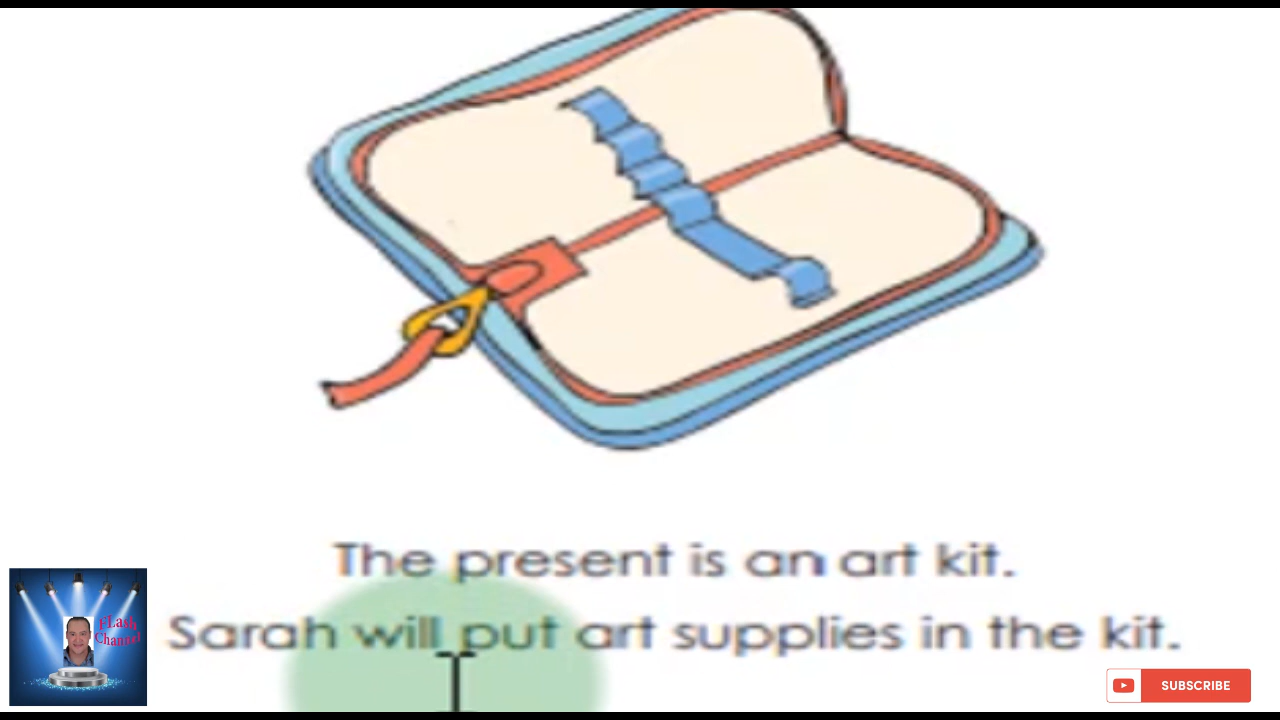 The present is an art kit.
Sarah will put art supplies in the kit.
FLash
Channel
SUBSCRIBE